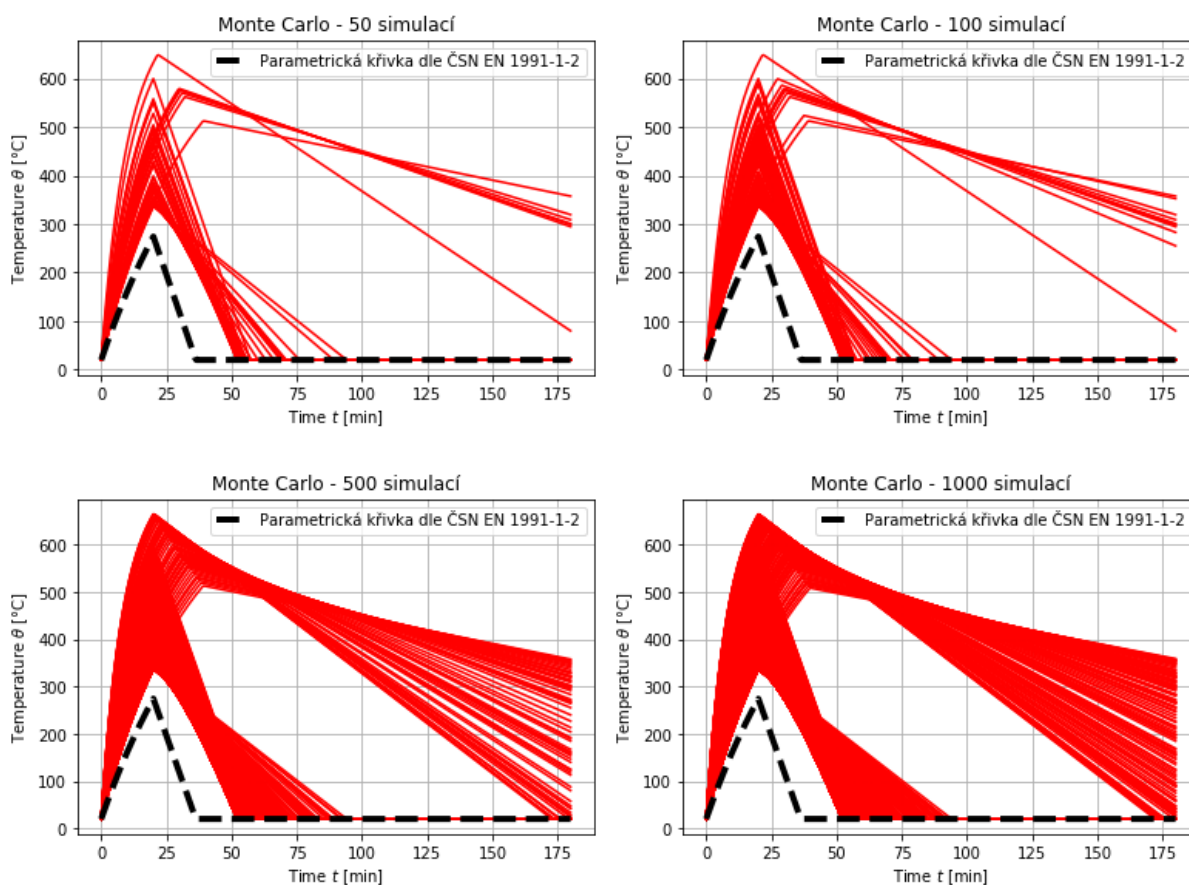 Monte Carlo - 50 simulací
Parametrická křivka dle ČSN EN 1991-1-2
Temperature θ [°C]
600
500
400
300
200
100
0
0 25 50 75 100 125 150 175
Time t [min]
Monte Carlo - 100 simulací
Parametrická křivka dle ČSN EN 1991-1-2
Temperature θ [°C]
600
500
400
300
200
100
0
0 25 50 75 100 125 150 175
Time t [min]
Monte Carlo - 500 simulací
Parametrická křivka dle ČSN EN 1991-1-2
Temperature θ [°C]
600
500
400
300
200
100
0
0 25 50 75 100 125 150 175
Time t [min]
Monte Carlo - 1000 simulací
Parametrická křivka dle ČSN EN 1991-1-2
Temperature θ [°C]
600
500
400
300
200
100
0
0 25 50 75 100 125 150 175
Time t [min]